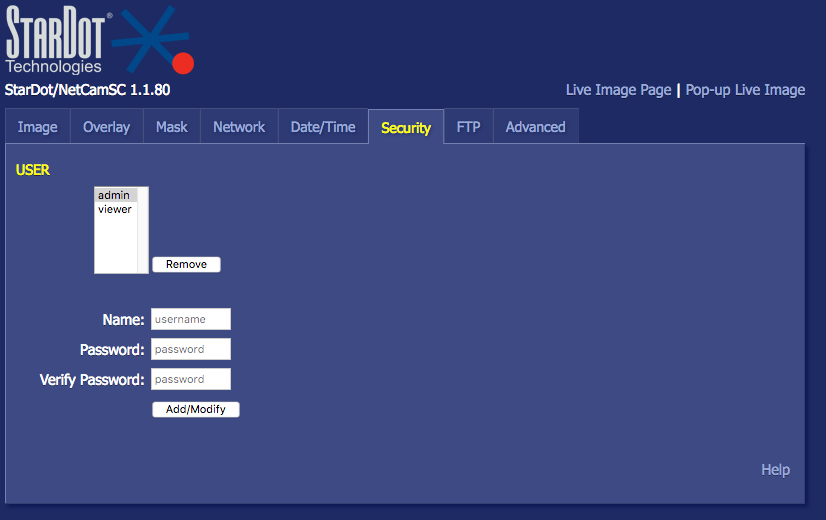 STARDOT
Technologies
StarDot/NetCamSC 1.1.80
Live Image Page | Pop-up Live Image
Image Overlay Mask Network Date/Time Security FTP Advanced
USER
admin
viewer
Remove
Name: username
Password: password
Verify Password: password
Add/Modify
Help